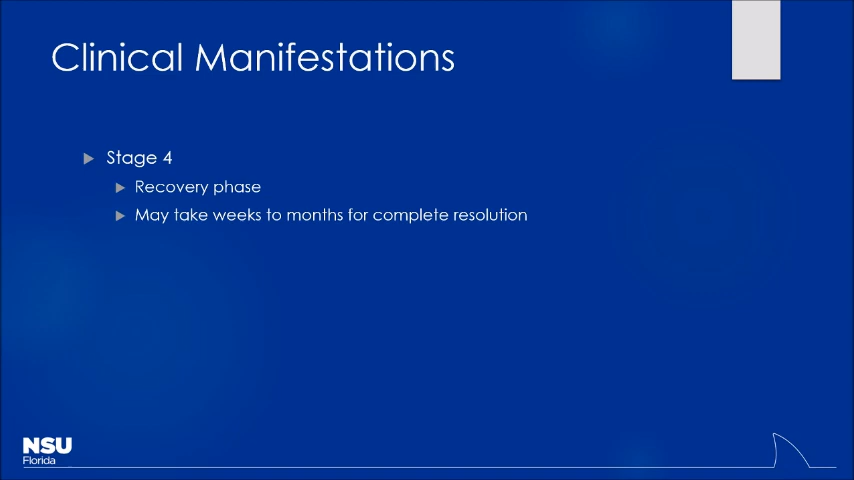 Clinical Manifestations
Stage 4
Recovery phase
May take weeks to months for complete resolution
NSU
Florida